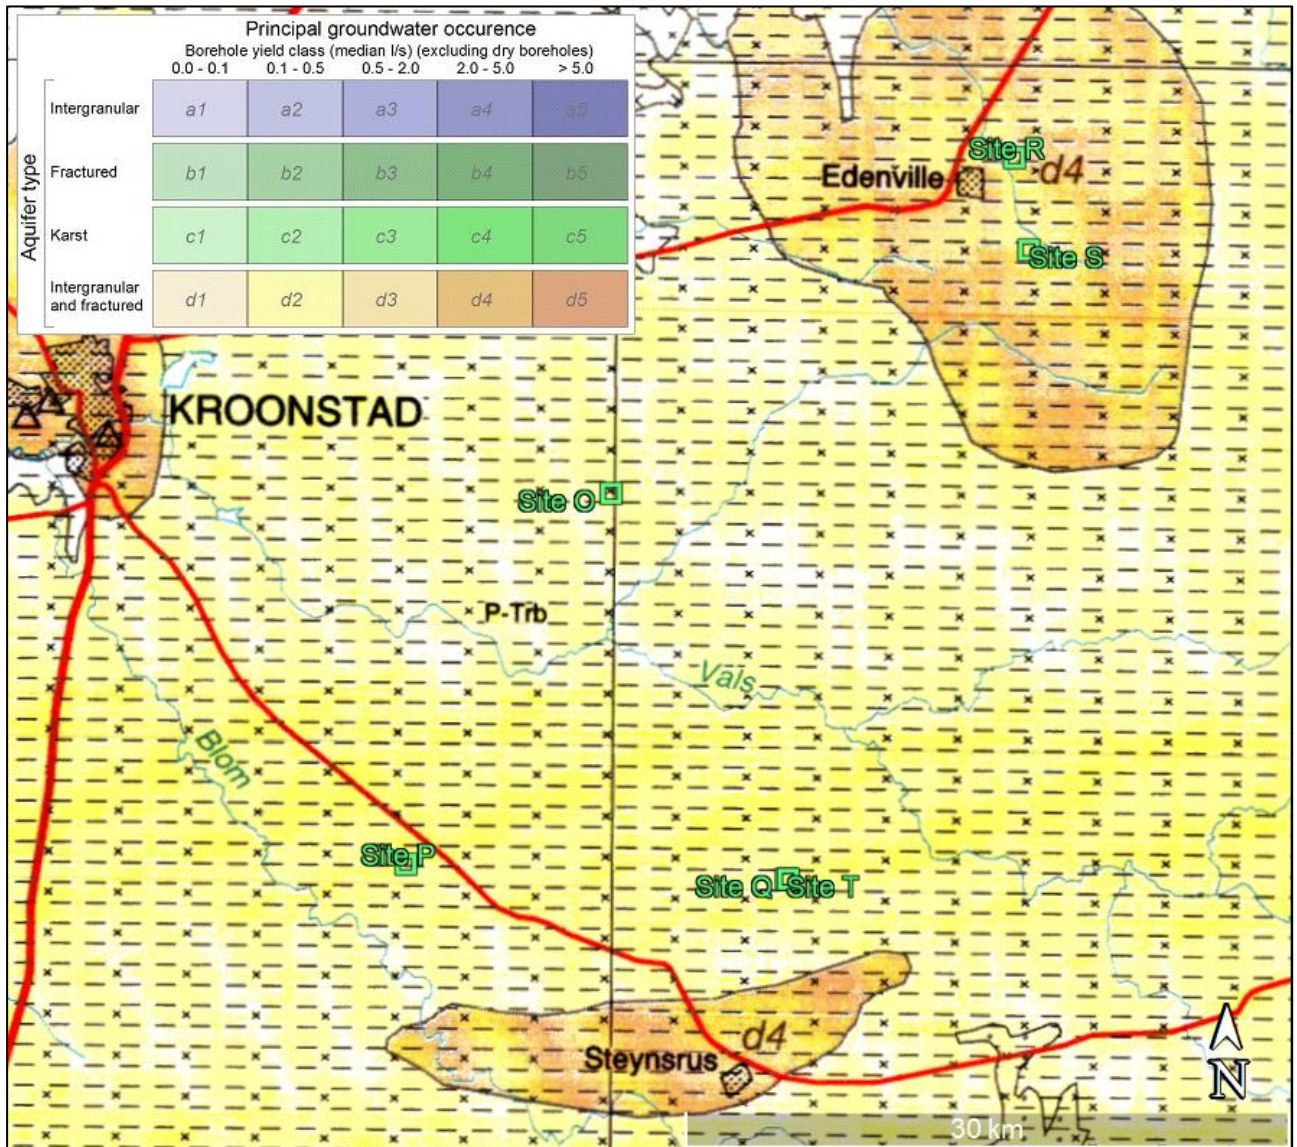 Principal groundwater occurence
Borehole yield class (median l/s) (excluding dry boreholes)
0.0 - 0.1 0.1 - 0.5 0.5 - 2.0 2.0 - 5.0 > 5.0
Aquifer type
Intergranular a1 a2 a3 a4 a5
Fractured b1 b2 b3 b4 b5
Karst c1 c2 c3 c4 c5
Intergranular
and fractured d1 d2 d3 d4 d5
Site R
Edenville
d4
Site S
KROONSTAD
Site O
P-Trb
Vals
Blom
Site P
Site Q Site T
d4
Steynsrus
N
30 km